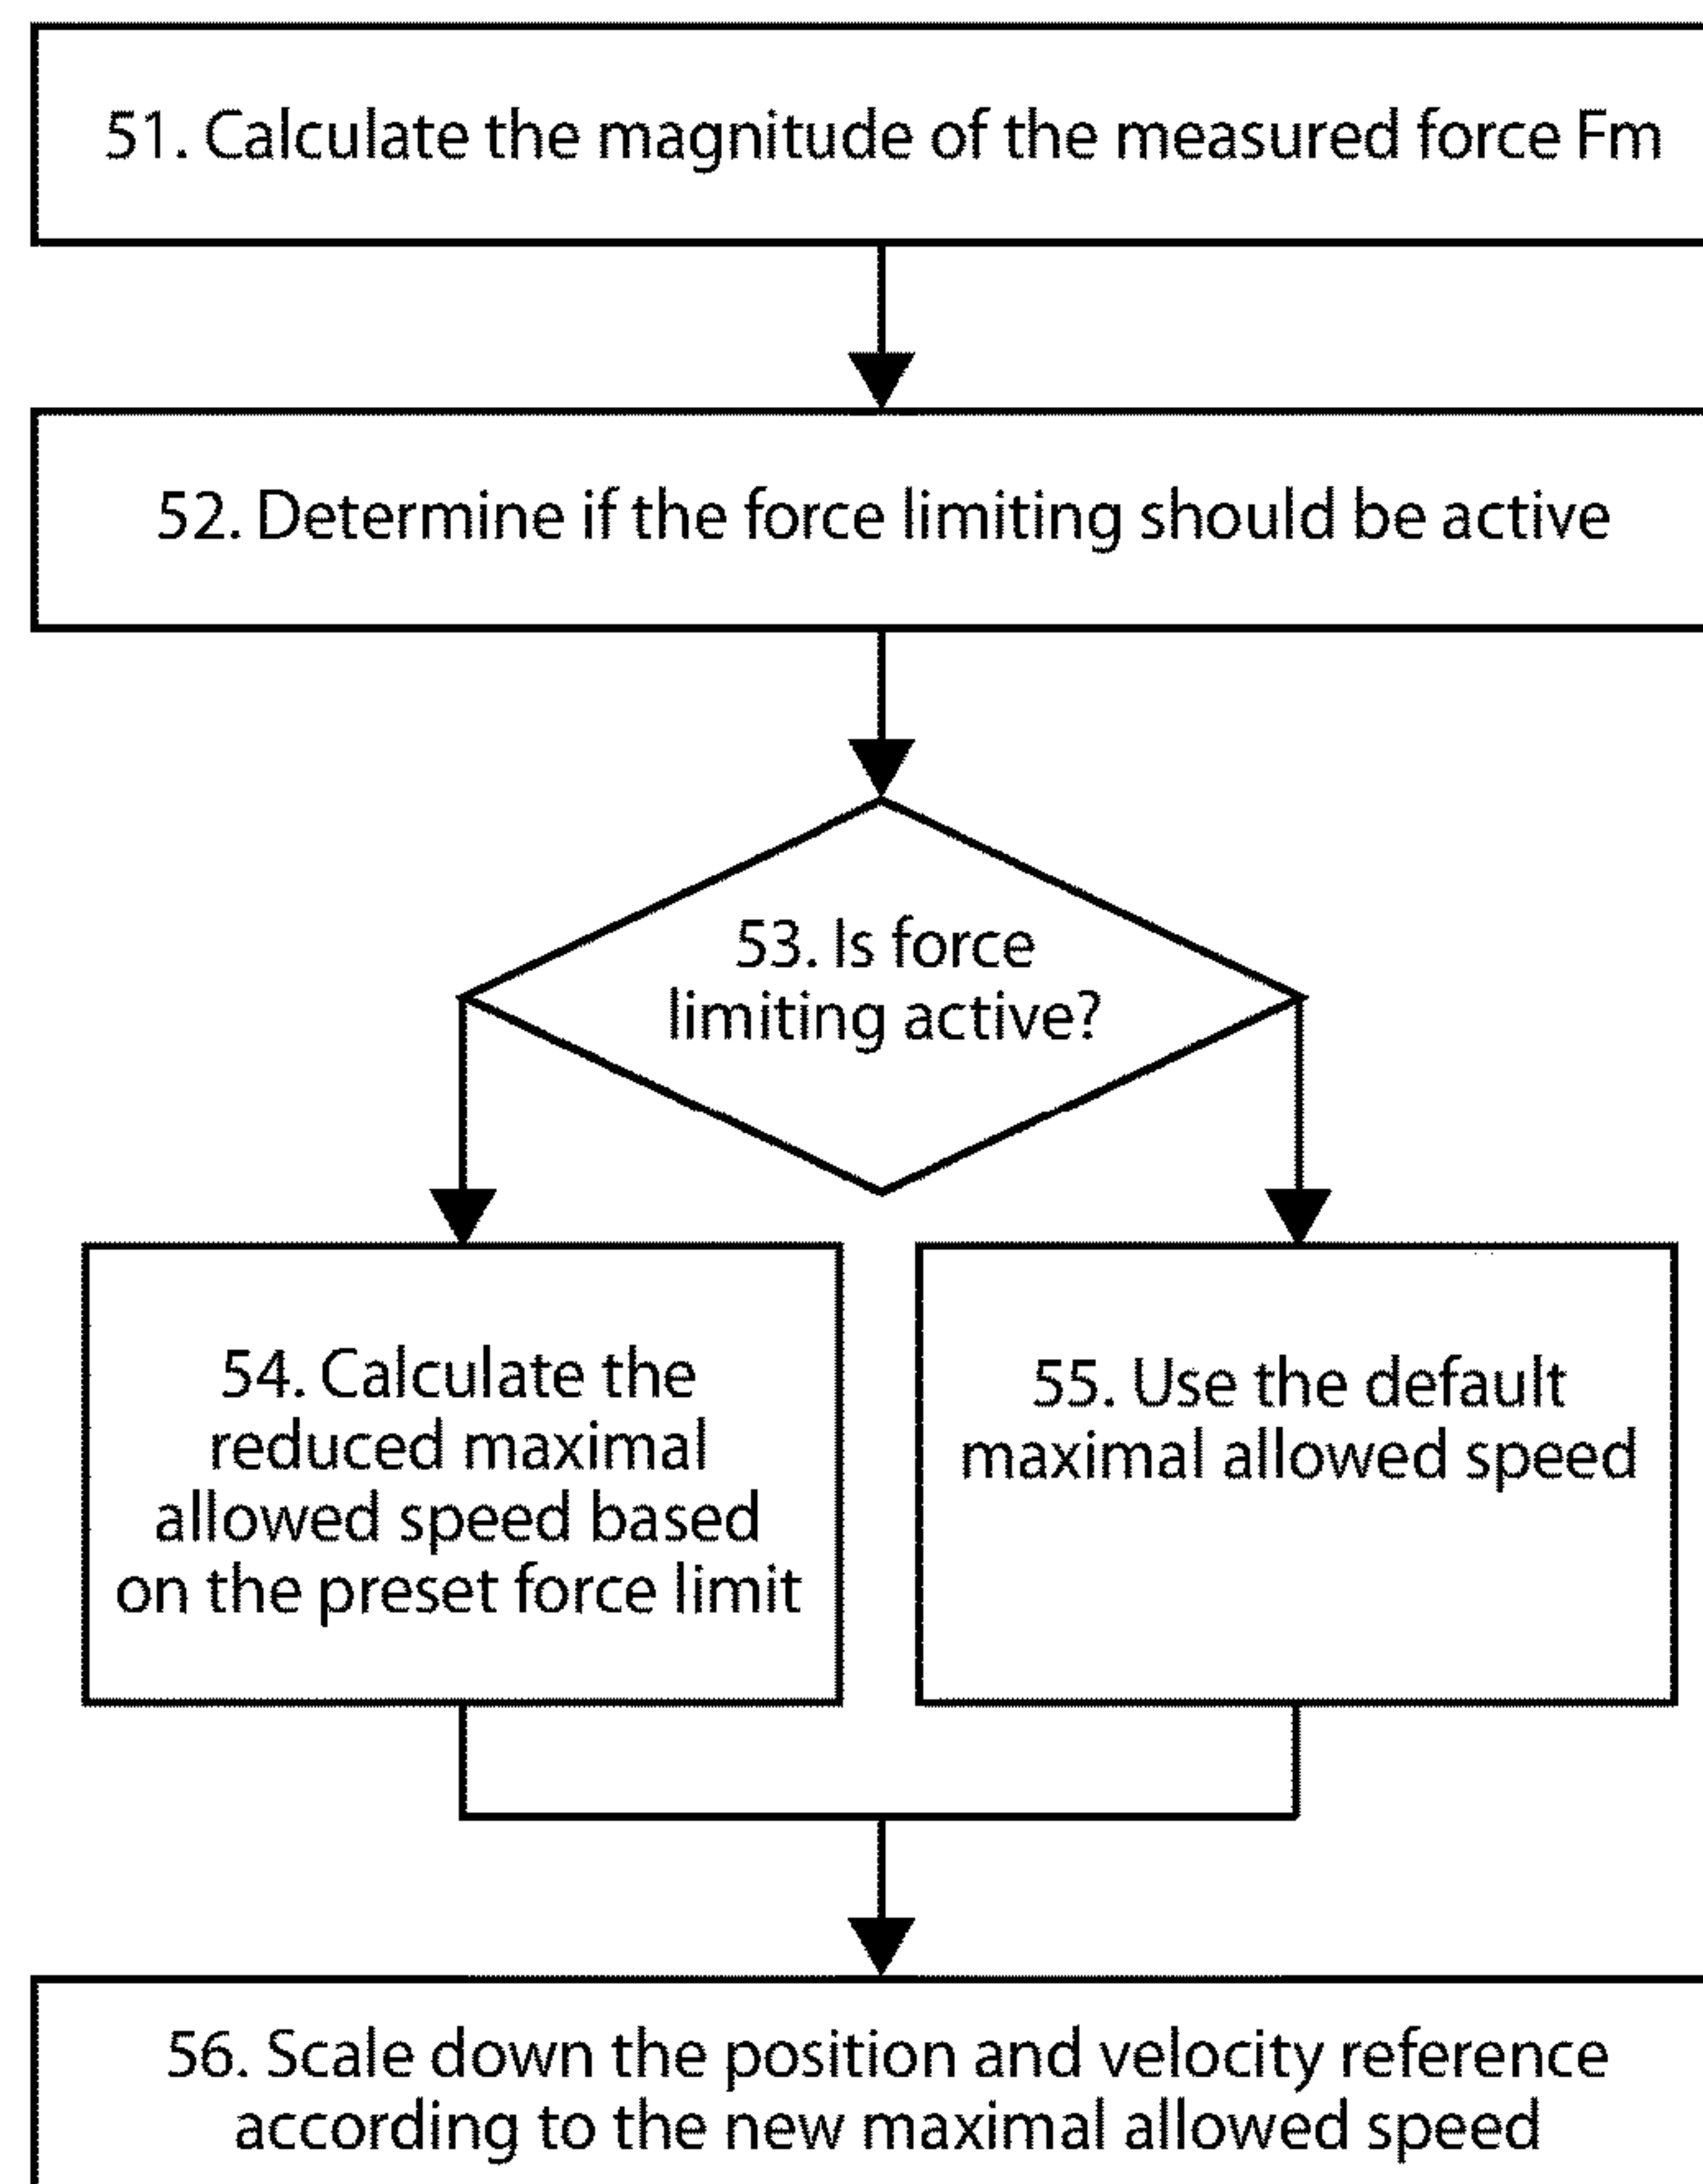 51. Calculate the magnitude of the measured force Fm
52. Determine if the force limiting should be active
53. Is force
limiting active?
54. Calculate the
reduced maximal
allowed speed based
on the preset force limit
55. Use the default
maximal allowed speed
56. Scale down the position and velocity reference
according to the new maximal allowed speed